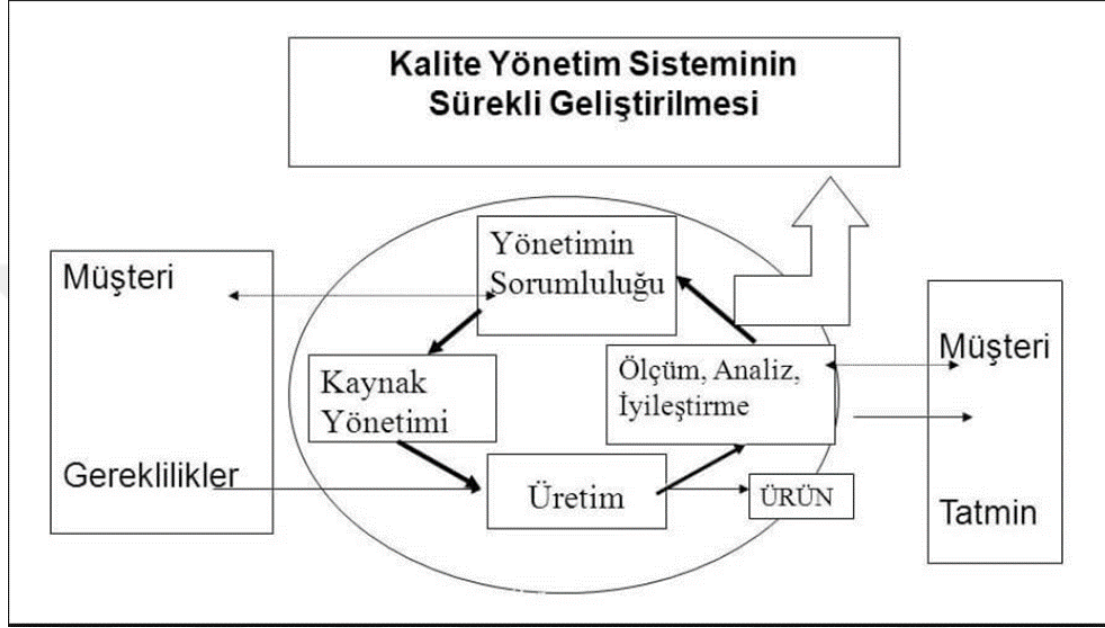 Kalite Yönetim Sisteminin
Sürekli Geliştirilmesi
Müşteri
Gereklilikler
Yönetimin
Sorumluluğu
Kaynak
Yönetimi
Üretim
Ölçüm, Analiz,
İyileştirme
ÜRÜN
Müşteri
Tatmin